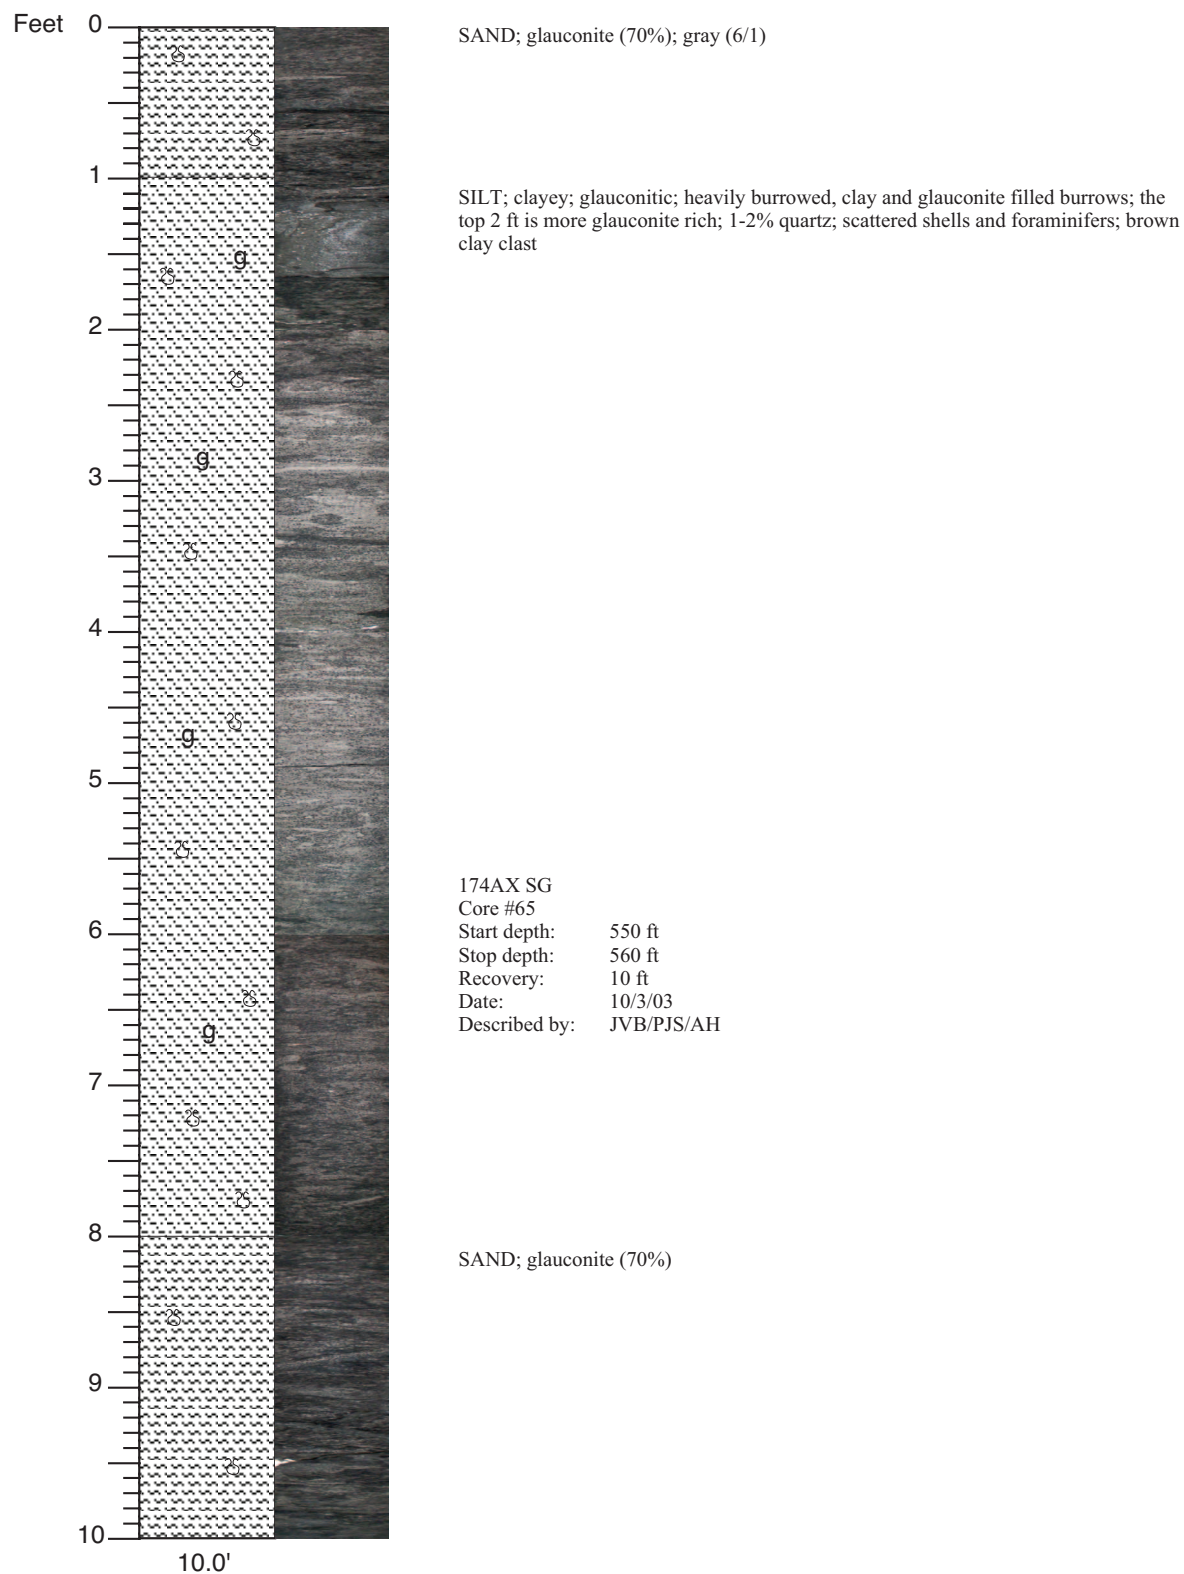 Feet 0
SAND; glauconite (70%); gray (6/1)
1
SILT; clayey; glauconitic; heavily burrowed, clay and glauconite filled burrows; the
top 2 ft is more glauconite rich; 1-2% quartz; scattered shells and foraminifers; brown
clay clast
g
2
g
3
4
g
5
174AX SG
Core #65
6
Start depth: 550 ft
Stop depth: 560 ft
Recovery: 10 ft
Date: 10/3/03
Described by: JVB/PJS/AH
g
7
8
SAND; glauconite (70%)
9
10
10.0'